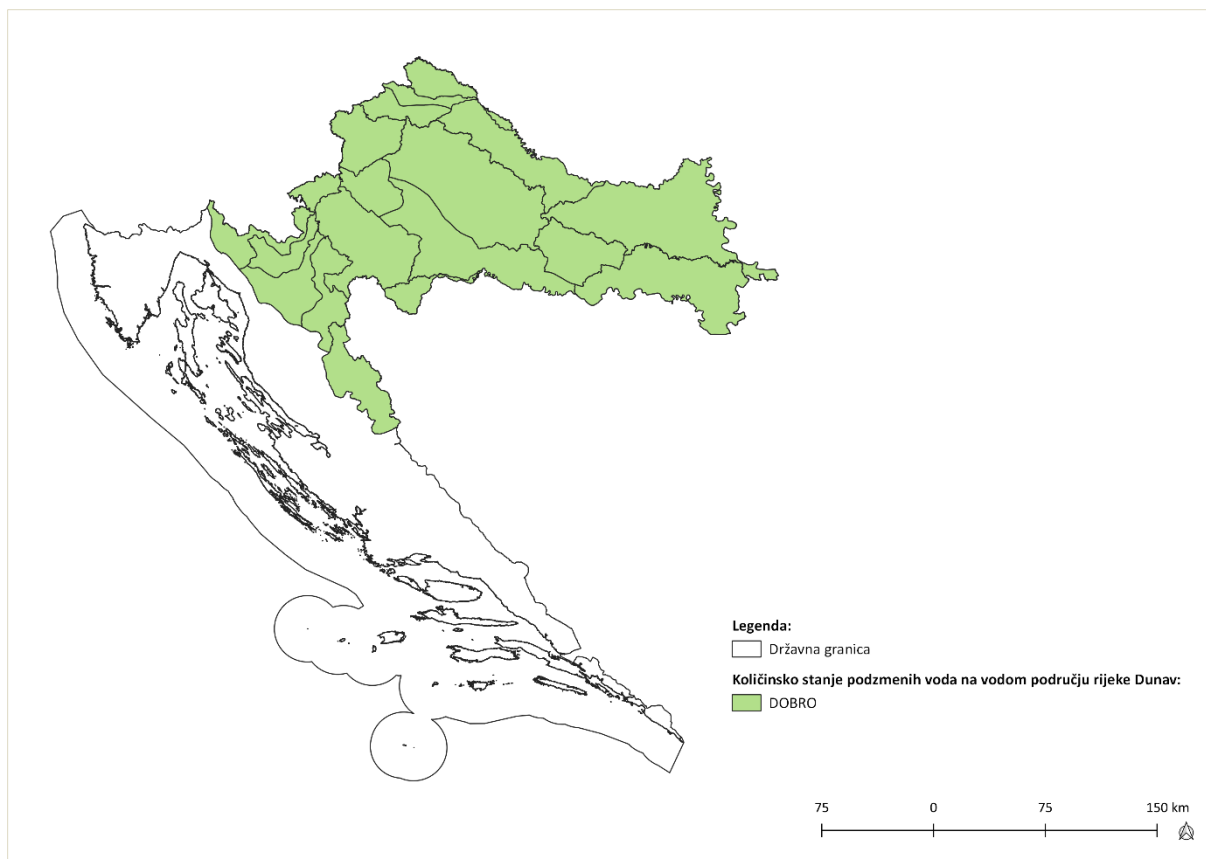 Legenda:
Državna granica
Količinsko stanje podzmenih voda na vodom području rijeke Dunav:
DOBRO
75 0 75 150 km